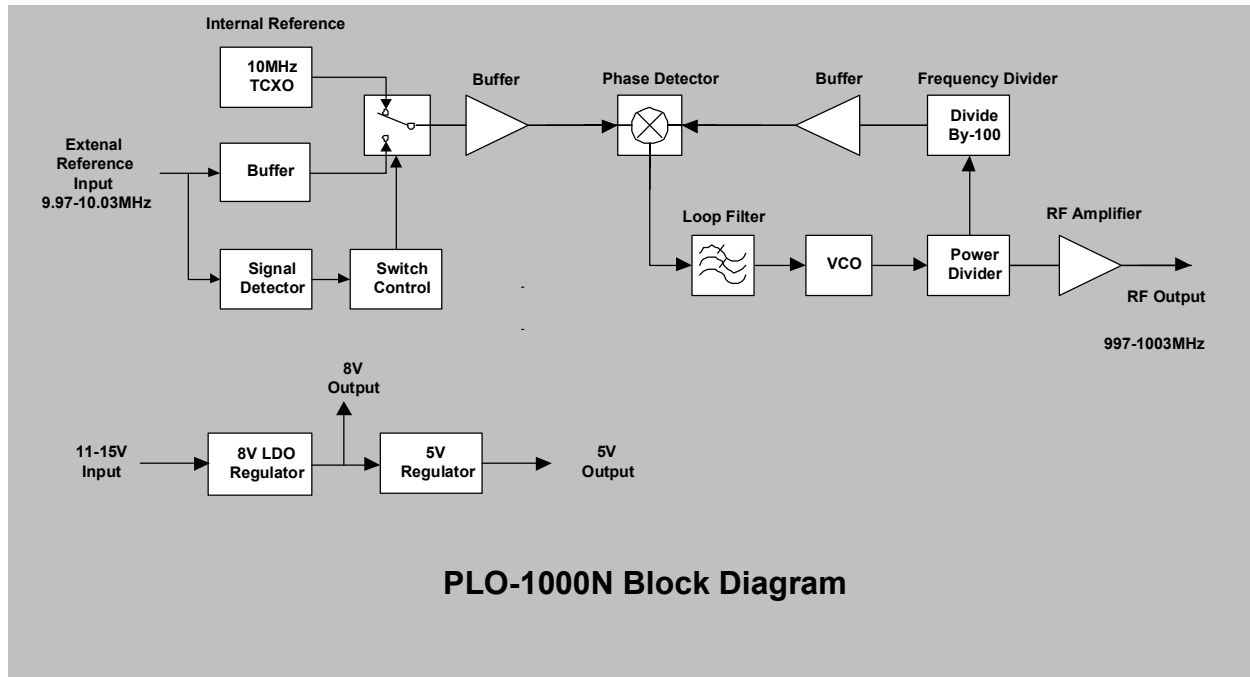 Internal Reference
10MHz
TCXO
Buffer
Phase Detector
Buffer
Frequency Divider
Divide
By-100
Extenal
Reference
Input
9.97-10.03MHz
Buffer
Signal
Detector
Switch
Control
Loop Filter
VCO
Power
Divider
RF Amplifier
RF Output
997-1003MHz
8V
Output
11-15V
Input
8V LDO
Regulator
5V
Regulator
5V
Output
PLO-1000N Block Diagram